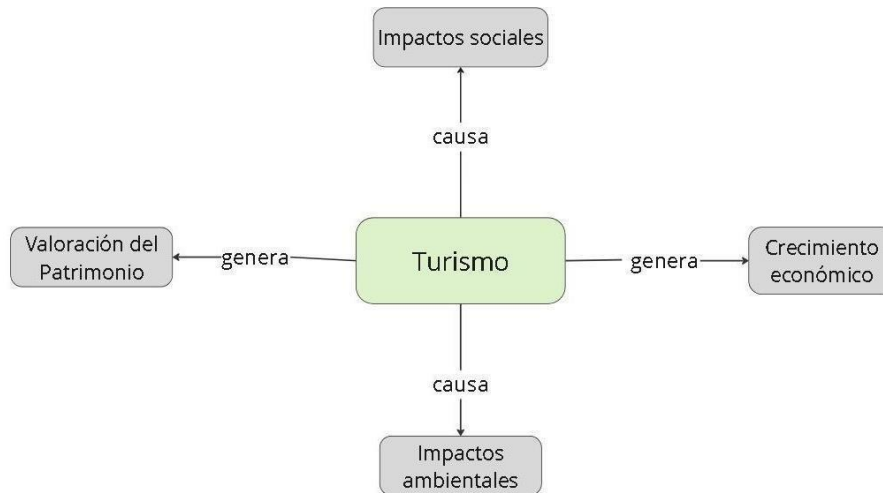 Impactos sociales
causa
Valoración del
Patrimonio
genera
Turismo
genera
Crecimiento
económico
causa
Impactos
ambientales